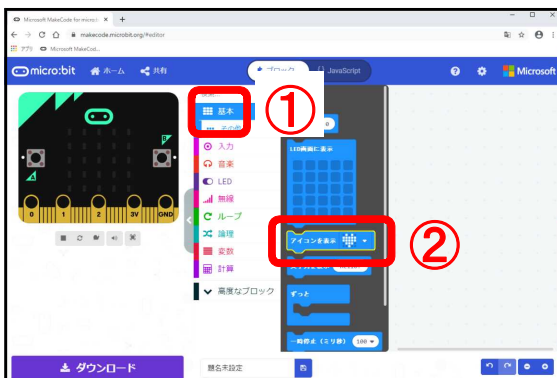 Microsoft MakeCode for micro:b
makecode.microbit.org/#editor
アプリ Microsoft MakeCod...
micro:bit ホーム 共有 ブロック JavaScript Microsoft
検索...
① 基本
その他
入力
音楽
LED
無線
ループ
論理
変数
計算
高度なブロック
LED画面に表示
アイコンを表示 ②
ずっと
一時停止（ミリ秒） 100
0 1 2 3V GND
B
A
ダウンロード 題名未設定